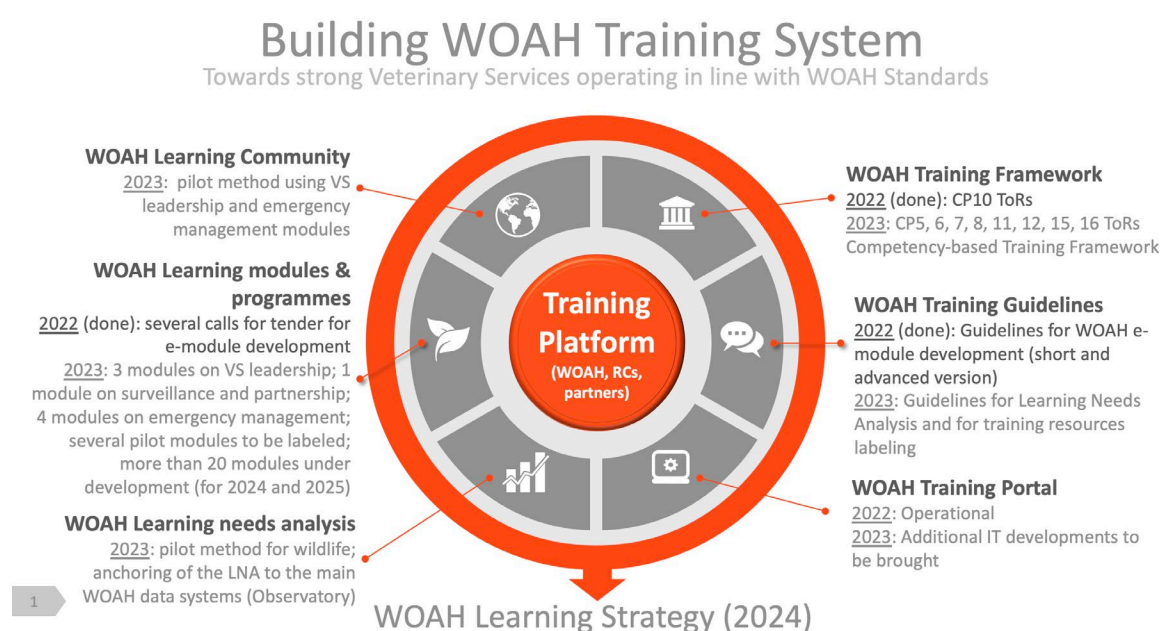 Building WOAH Training System
Towards strong Veterinary Services operating in line with WOAH Standards
WOAH Learning Community
2023: pilot method using VS
leadership and emergency
management modules
WOAH Learning modules &
programmes
2022 (done): several calls for tender for
e-module development
2023: 3 modules on VS leadership; 1
module on surveillance and partnership;
4 modules on emergency management;
several pilot modules to be labeled;
more than 20 modules under
development (for 2024 and 2025)
WOAH Learning needs analysis
2023: pilot method for wildlife;
anchoring of the LNA to the main
WOAH data systems (Observatory)
Training
Platform
(WOAH, RCs,
partners)
WOAH Training Framework
2022 (done): CP10 ToRs
2023: CP5, 6, 7, 8, 11, 12, 15, 16 ToRs
Competency-based Training Framework
WOAH Training Guidelines
2022 (done): Guidelines for WOAH e-
module development (short and
advanced version)
2023: Guidelines for Learning Needs
Analysis and for training resources
labeling
WOAH Training Portal
2022: Operational
2023: Additional IT developments to
be brought
1
WOAH Learning Strategy (2024)